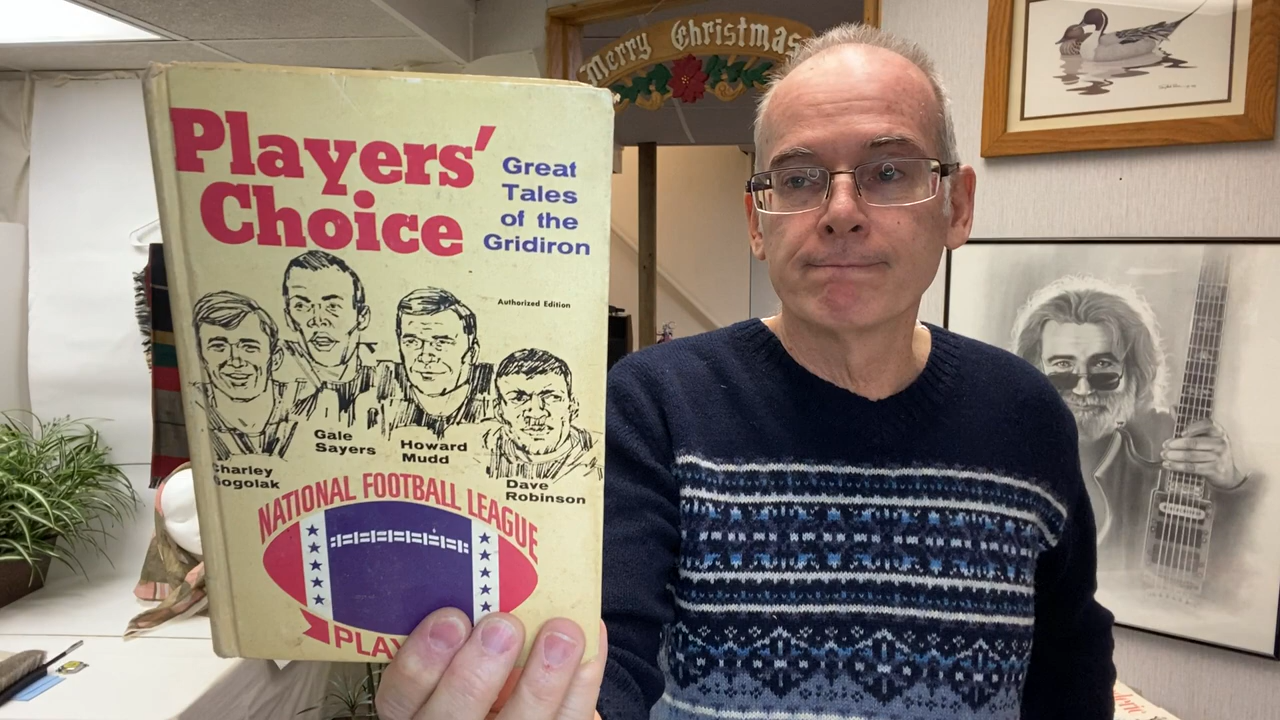 Merry Christmas
Players'
Choice
Great
Tales
of the
Gridiron
Authorized Edition
Charley
Gogolak
Gale
Sayers
Howard
Mudd
Dave
Robinson
NATIONAL FOOTBALL LEAGUE
PLAY